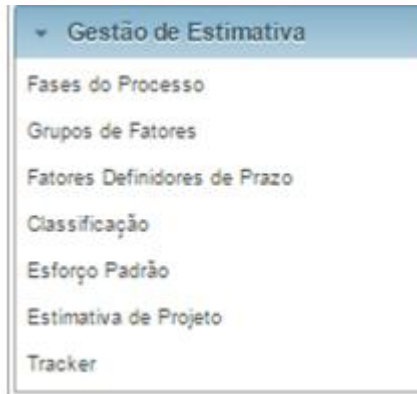 Gestão de Estimativa
Fases do Processo
Grupos de Fatores
Fatores Definidores de Prazo
Classificação
Esforço Padrão
Estimativa de Projeto
Tracker